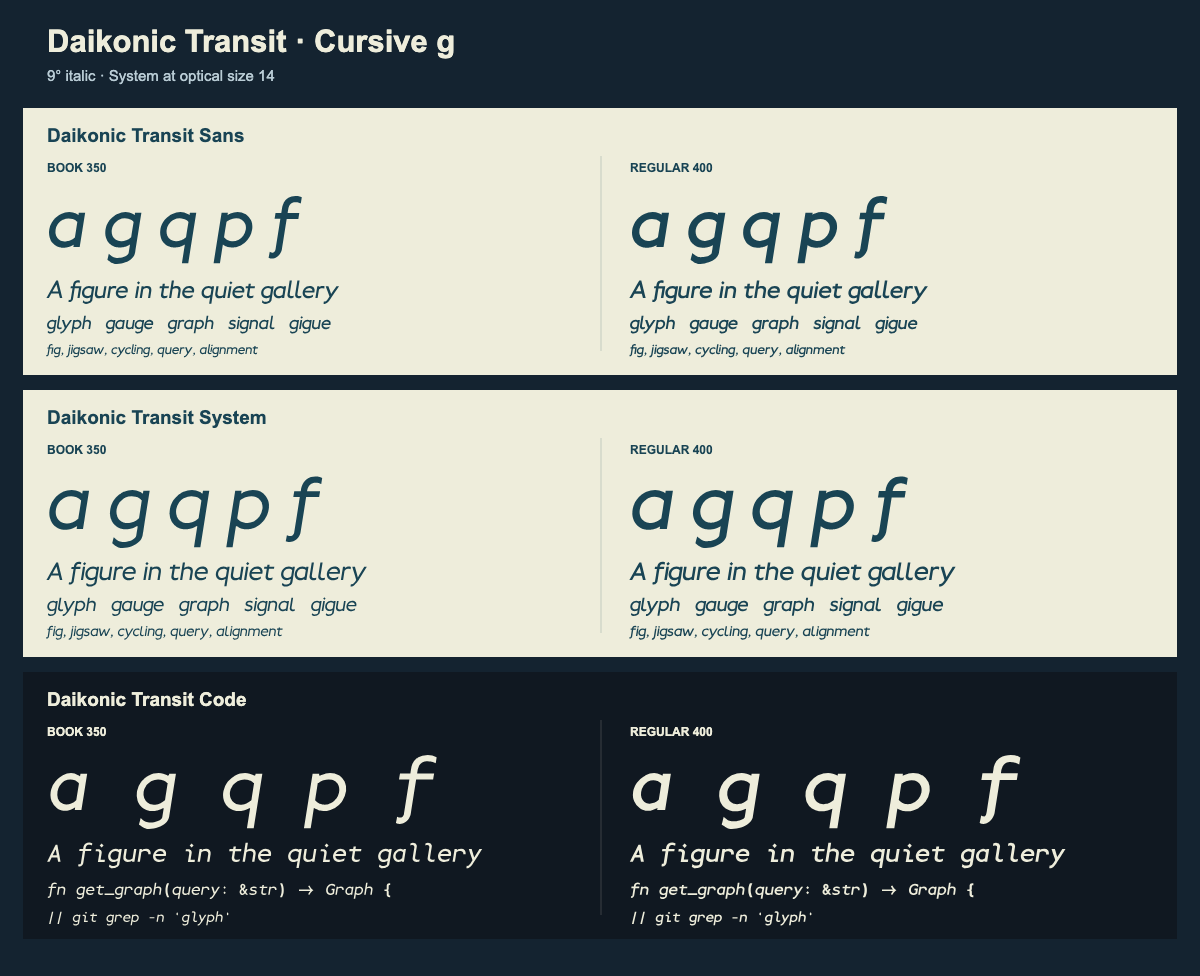 Daikonic Transit · Cursive g
9° italic · System at optical size 14
Daikonic Transit Sans
BOOK 350
a g q p f
A figure in the quiet gallery
glyph gauge graph signal gigue
fig, jigsaw, cycling, query, alignment
REGULAR 400
a g q p f
A figure in the quiet gallery
glyph gauge graph signal gigue
fig, jigsaw, cycling, query, alignment
Daikonic Transit System
BOOK 350
a g q p f
A figure in the quiet gallery
glyph gauge graph signal gigue
fig, jigsaw, cycling, query, alignment
REGULAR 400
a g q p f
A figure in the quiet gallery
glyph gauge graph signal gigue
fig, jigsaw, cycling, query, alignment
Daikonic Transit Code
BOOK 350
a g q p f
A figure in the quiet gallery
fn get_graph(query: &str) → Graph {
// git grep -n 'glyph'
REGULAR 400
a g q p f
A figure in the quiet gallery
fn get_graph(query: &str) → Graph {
// git grep -n 'glyph'